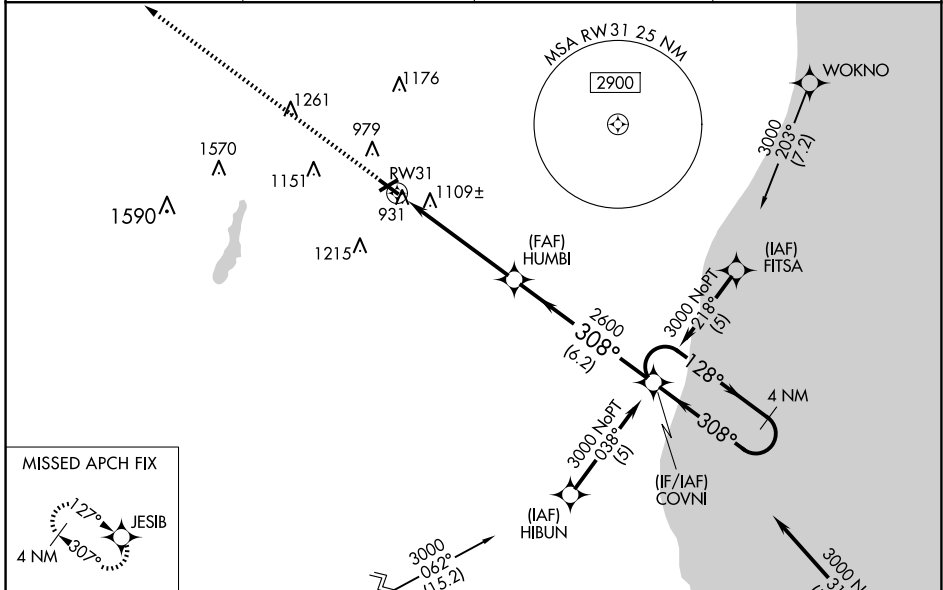 MSA RW31 25 NM
2900
WOKNO
3000
203°
(7.2)
1176
1261
979
1570
1151
RW31
1590
931
1109±
1215
(FAF)
HUMBI
(IAF)
FITSA
3000 NoPT
218°
(5)
2600
308°
(6.2)
128°
4 NM
308°
3000 NoPT
038°
(5)
(IF/IAF)
COVNI
(IAF)
HIBUN
MISSED APCH FIX
127°
JESIB
307°
4 NM
3000
062°
(15.2)
3000 N